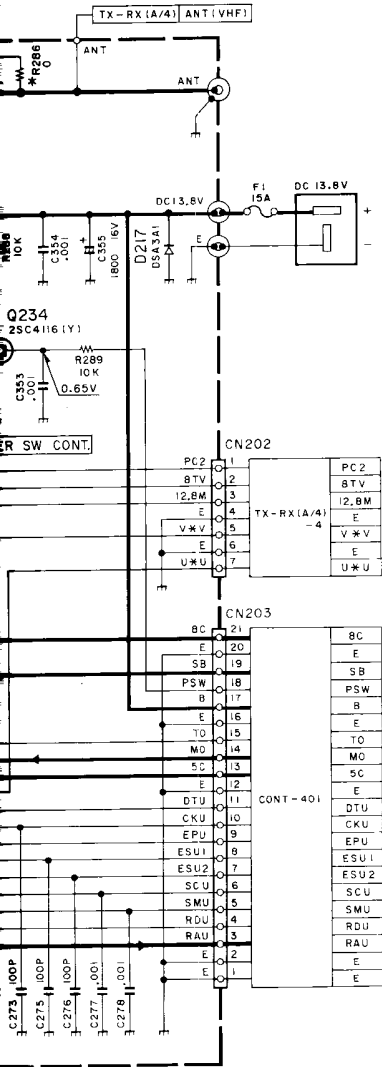 TX-RX(A/4) ANT(VHF)
ANT
*R286
0
ANT
DC13.8V
F1
15A
DC 13.8V
+
-
E
10K
C354
.001
+
C355
1800 16V
D217
DSA3A1
Q234
2SC4116(Y)
R289
10K
C353
.001
0.65V
R SW CONT.
CN202
PC2 1 PC2
8TV 2 8TV
12.8M 3 12.8M
E 4 E
V*V 5 V*V
E 6 E
U*U 7 U*U
TX-RX(A/4)
-4
CN203
8C 21 8C
E 20 E
SB 19 SB
PSW 18 PSW
B 17 B
E 16 E
TO 15 TO
MO 14 MO
5C 13 5C
E 12 E
DTU 11 DTU
CKU 10 CKU
EPU 9 EPU
ESU1 8 ESU1
ESU2 7 ESU2
SCU 6 SCU
SMU 5 SMU
RDU 4 RDU
RAU 3 RAU
E 2 E
E 1 E
CONT-401
C273 100P
C275 100P
C276 100P
C277 .001
C278 .001